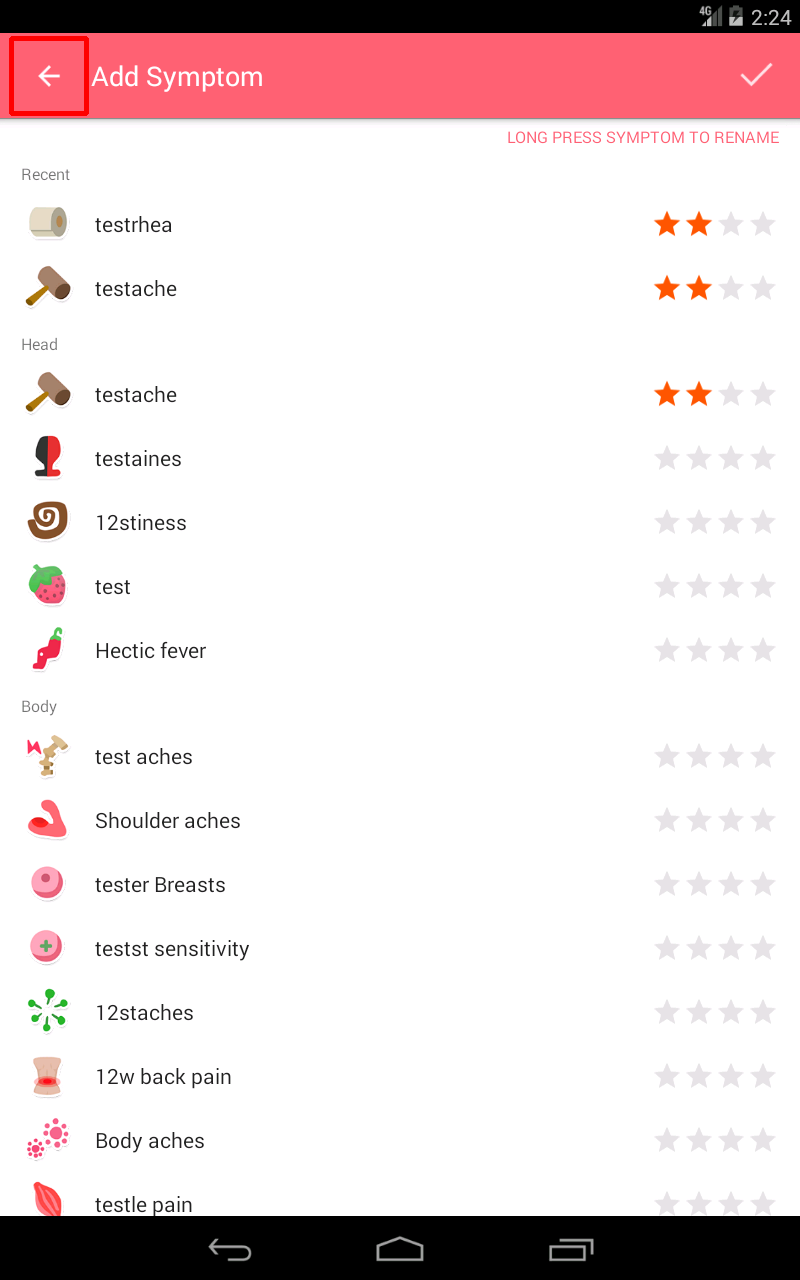 4G 2:24
Add Symptom
LONG PRESS SYMPTOM TO RENAME
Recent
testrhea
testache
Head
testache
testaines
12stiness
test
Hectic fever
Body
test aches
Shoulder aches
tester Breasts
testst sensitivity
12staches
12w back pain
Body aches
testle pain